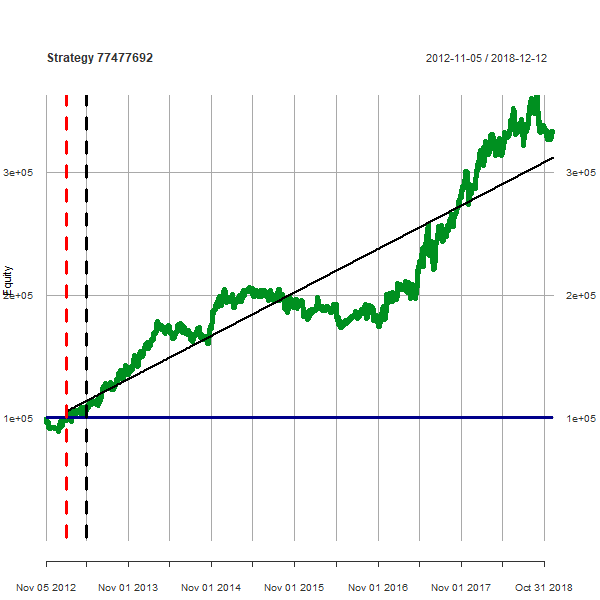 Strategy 77477692
2012-11-05 / 2018-12-12
3e+05
3e+05
Equity
2e+05
2e+05
1e+05
1e+05
Nov 05 2012
Nov 01 2013
Nov 01 2014
Nov 01 2015
Nov 01 2016
Nov 01 2017
Oct 31 2018